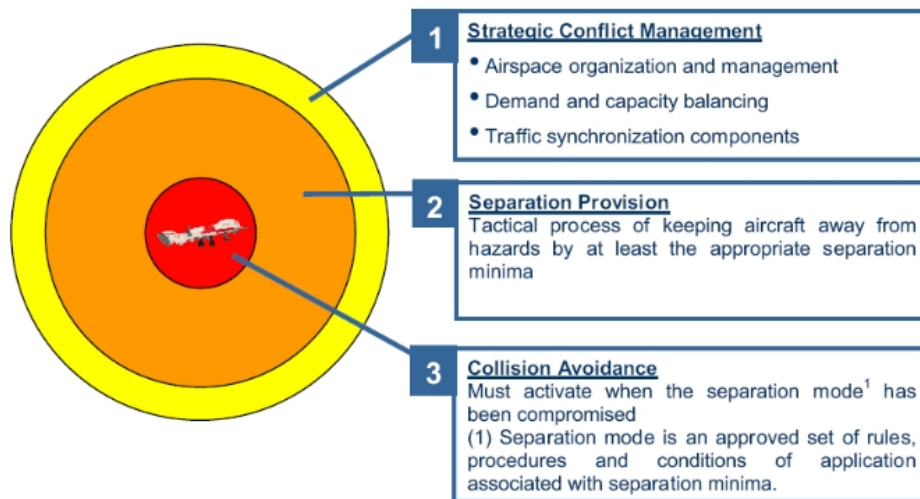 1
Strategic Conflict Management
• Airspace organization and management
• Demand and capacity balancing
• Traffic synchronization components
2
Separation Provision
Tactical process of keeping aircraft away from
hazards by at least the appropriate separation
minima
3
Collision Avoidance
Must activate when the separation mode¹ has
been compromised
(1) Separation mode is an approved set of rules,
procedures and conditions of application
associated with separation minima.